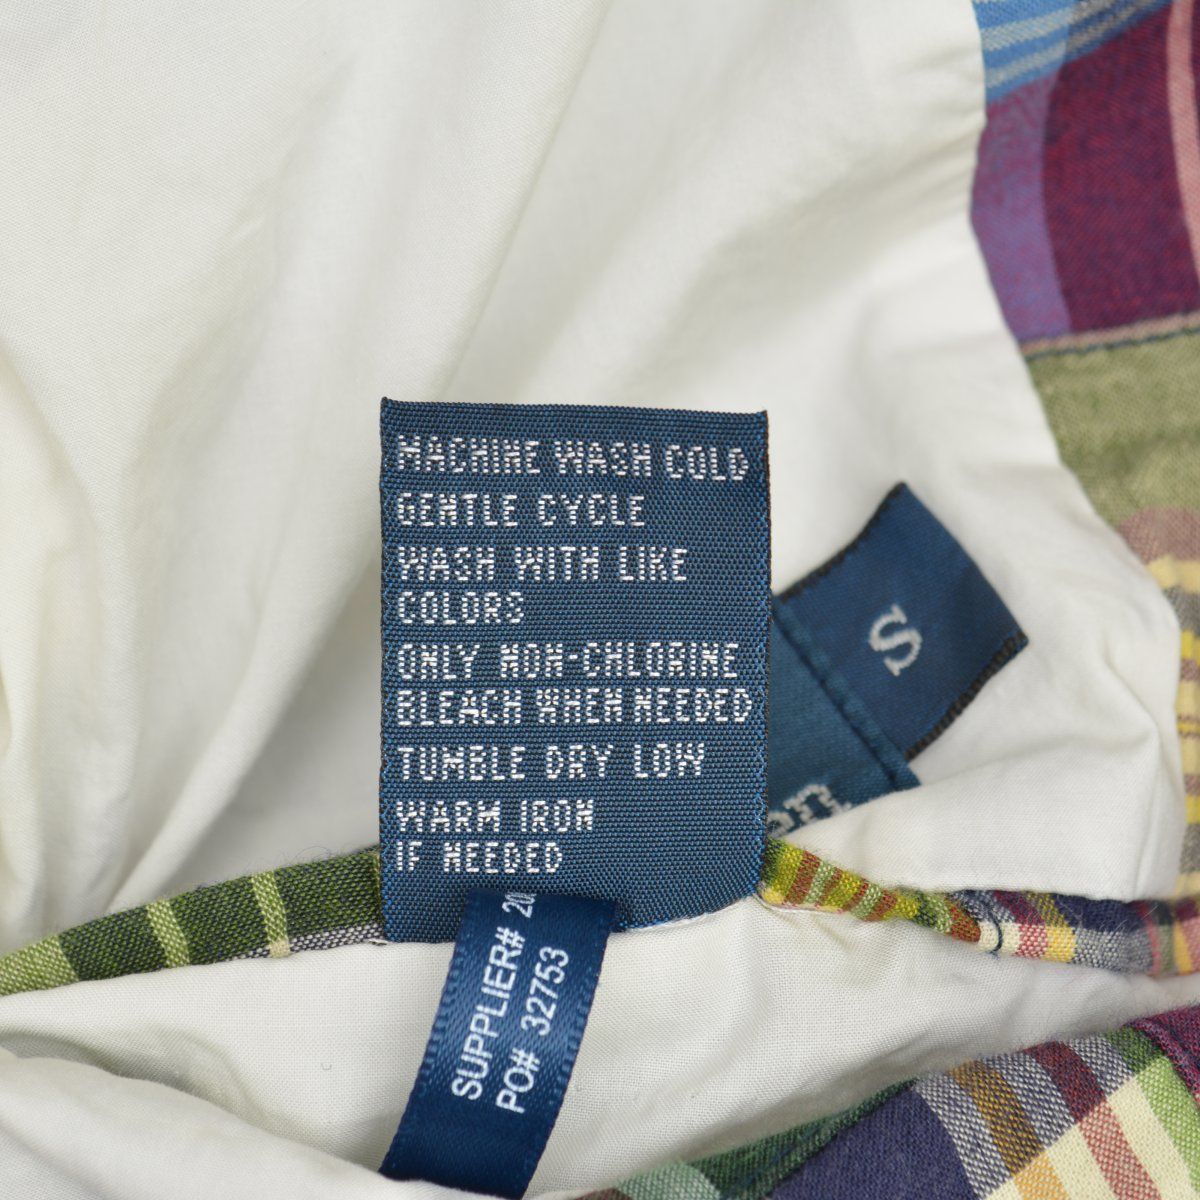 MACHINE WASH COLD
GENTLE CYCLE
WASH WITH LIKE
COLORS
ONLY NON-CHLORINE
BLEACH WHEN NEEDED
TUMBLE DRY LOW
WARM IRON
IF NEEDED
S
SUPPLIER#
PO# 32753